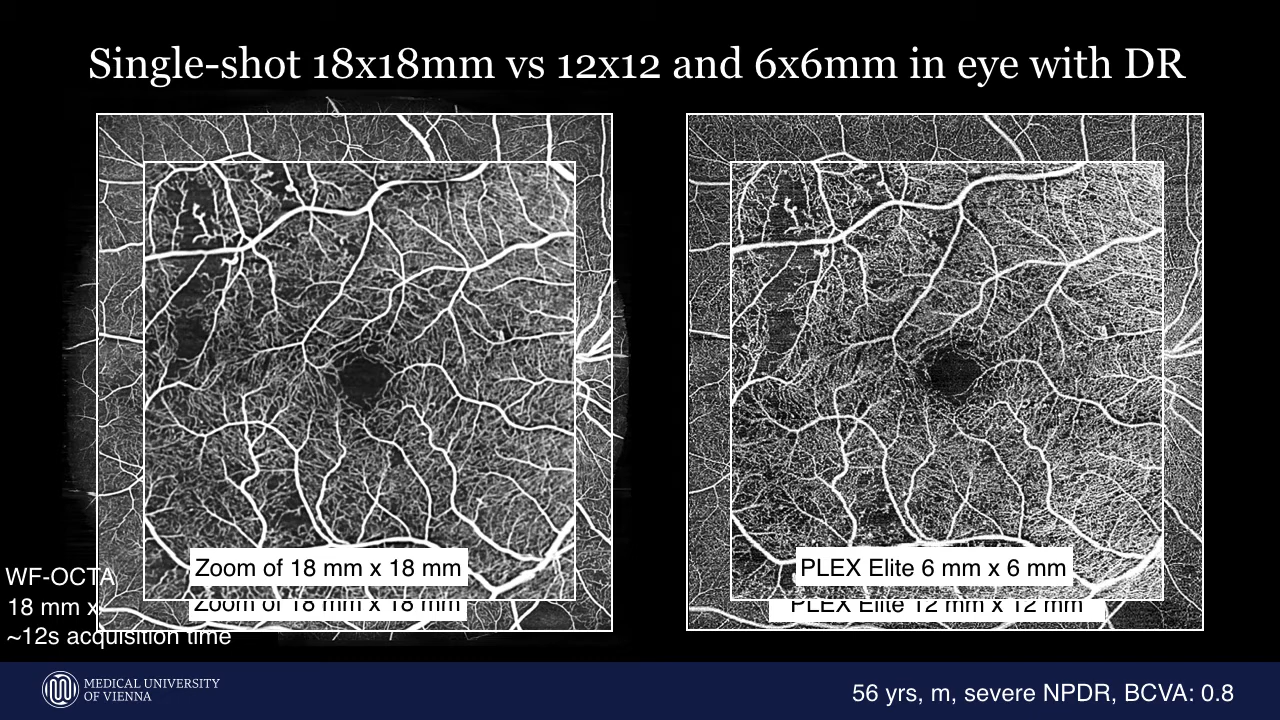 Single-shot 18x18mm vs 12x12 and 6x6mm in eye with DR
Zoom of 18 mm x 18 mm
PLEX Elite 6 mm x 6 mm
WF-OCTA
18 mm x
Zoom of 18 mm x 18 mm
PLEX Elite 12 mm x 12 mm
~12s acquisition time
MEDICAL UNIVERSITY
OF VIENNA
56 yrs, m, severe NPDR, BCVA: 0.8